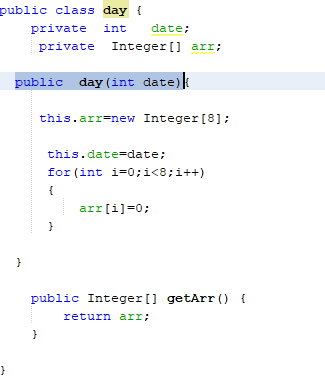 public class day {
private int date;
private Integer[] arr;
public day(int date){
this.arr=new Integer[8];
this.date=date;
for(int i=0;i<8;i++)
{
arr[i]=0;
}
}
public Integer[] getArr() {
return arr;
}
}